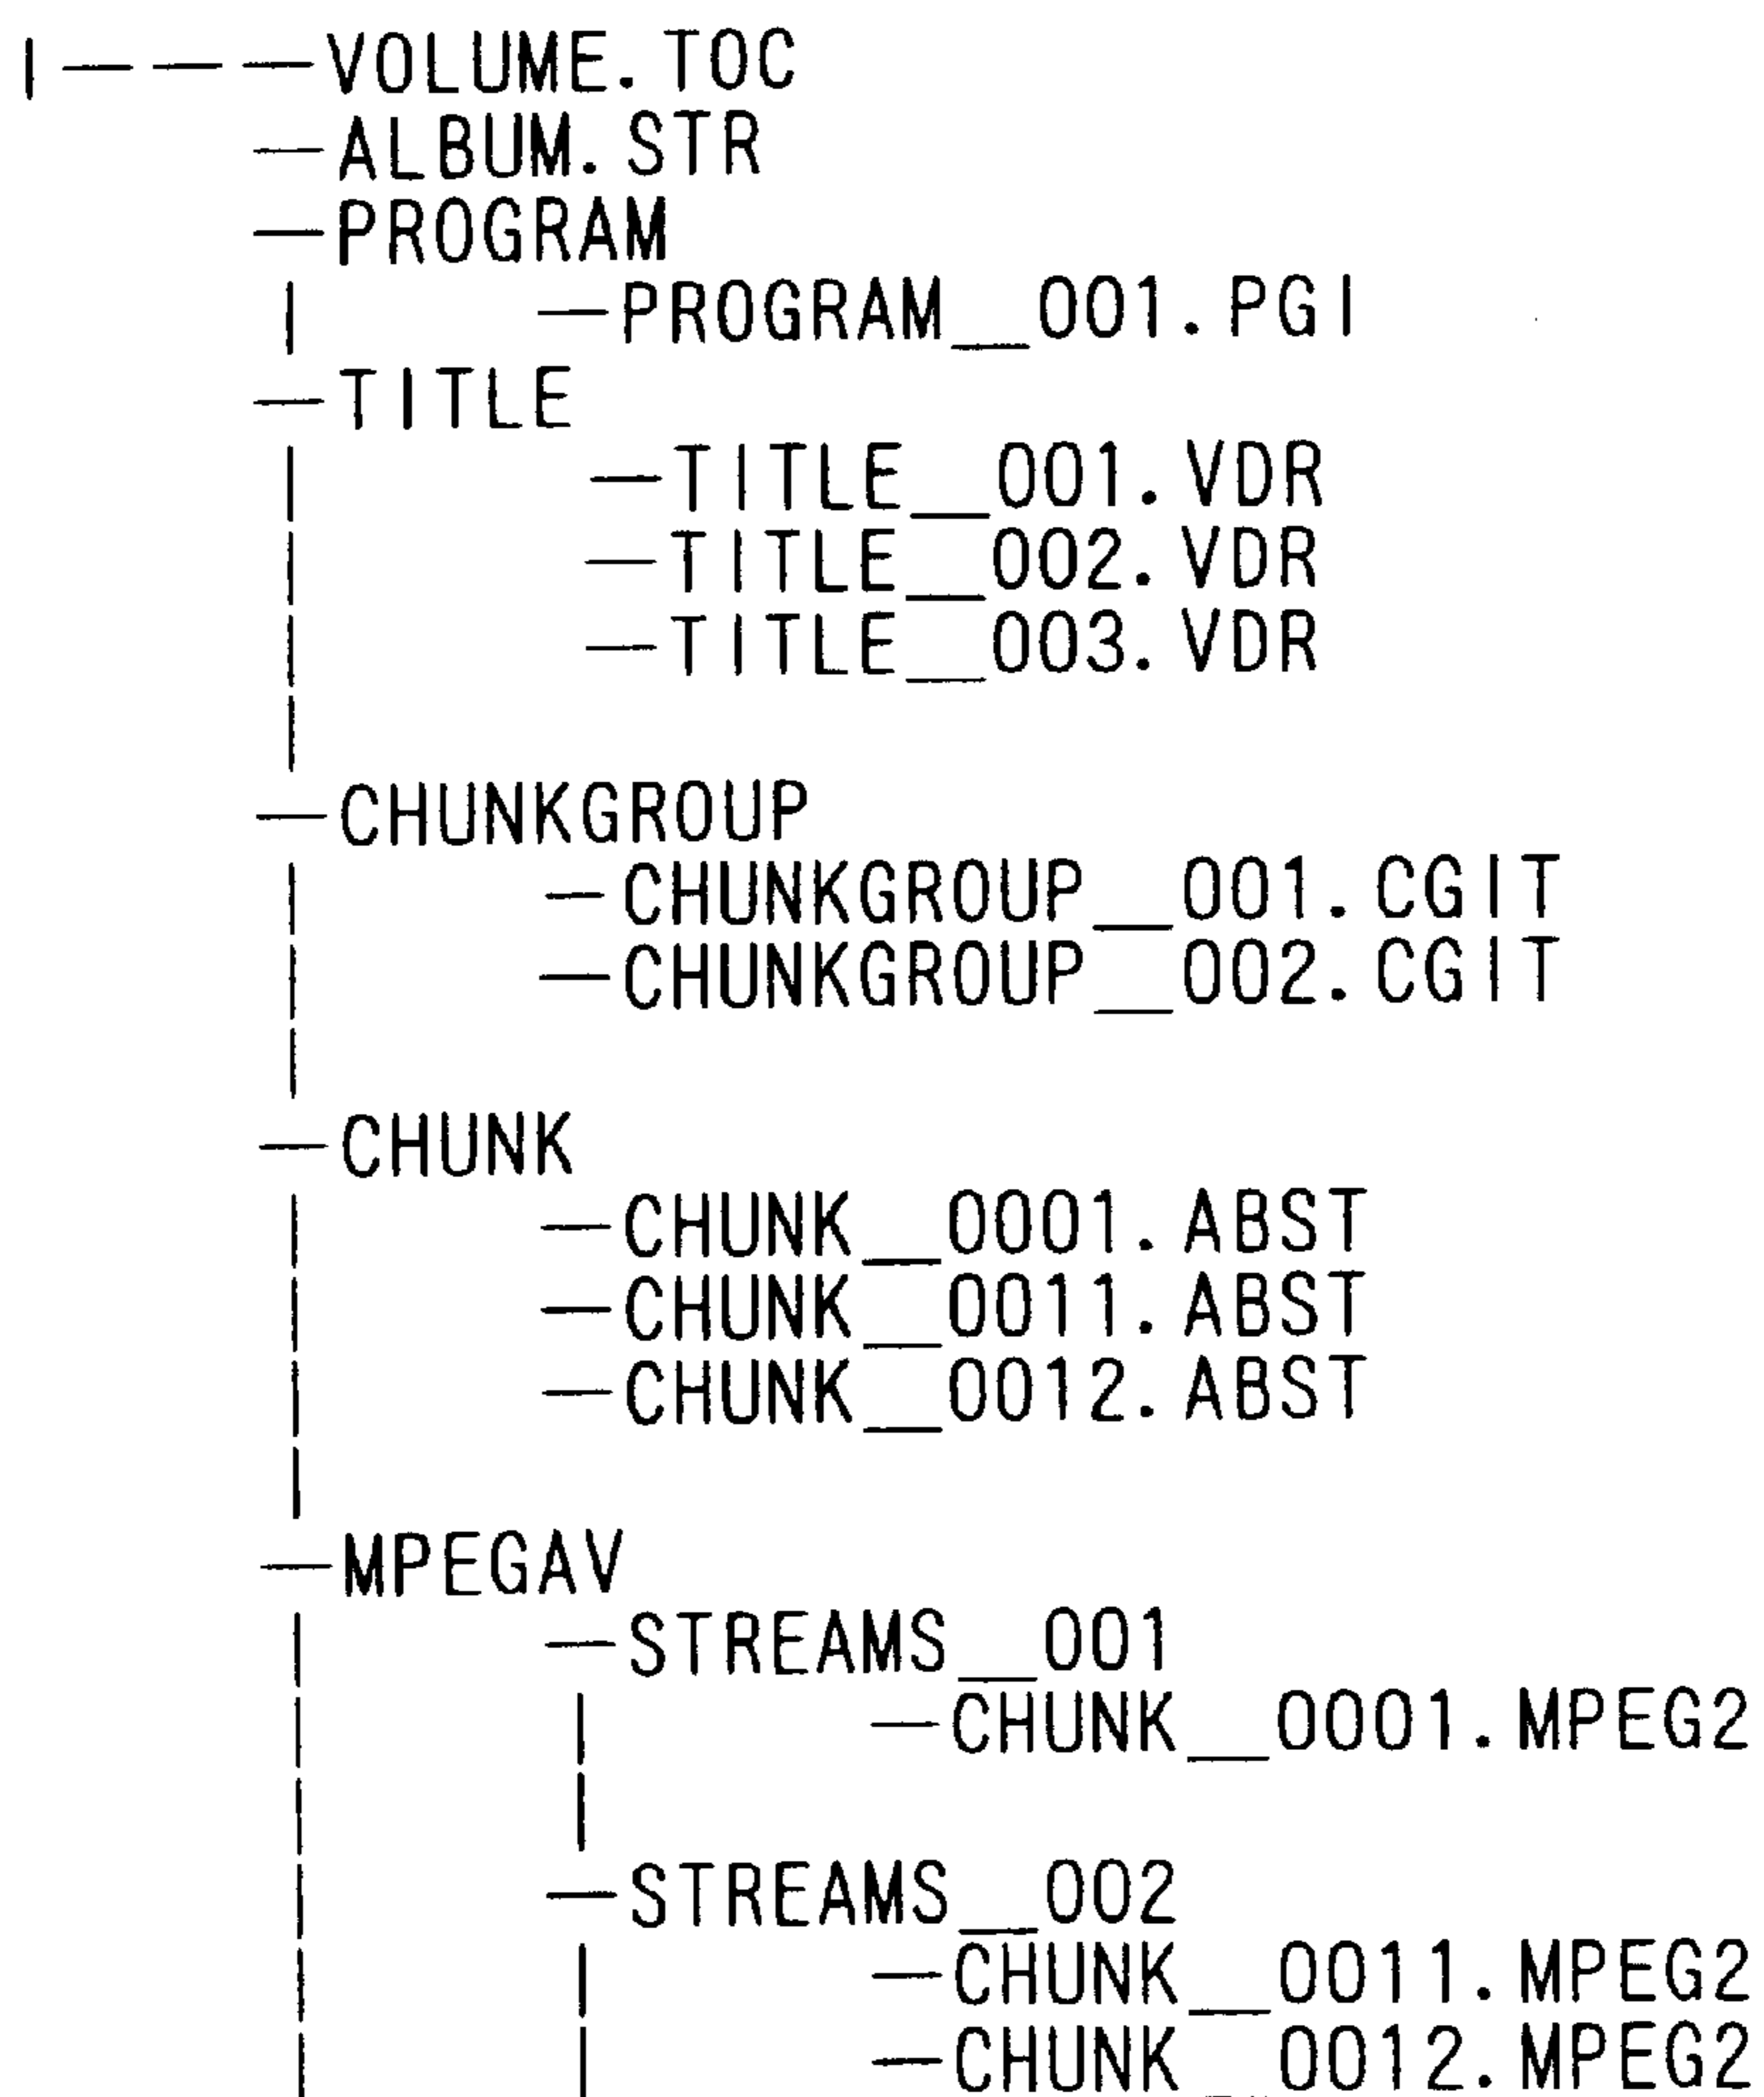 VOLUME.TOC
ALBUM.STR
PROGRAM
PROGRAM__001.PGI
TITLE
TITLE__001.VDR
TITLE__002.VDR
TITLE__003.VDR
CHUNKGROUP
CHUNKGROUP__001.CGIT
CHUNKGROUP__002.CGIT
CHUNK
CHUNK__0001.ABST
CHUNK__0011.ABST
CHUNK__0012.ABST
MPEGAV
STREAMS__001
CHUNK__0001.MPEG2
STREAMS__002
CHUNK__0011.MPEG2
CHUNK__0012.MPEG2